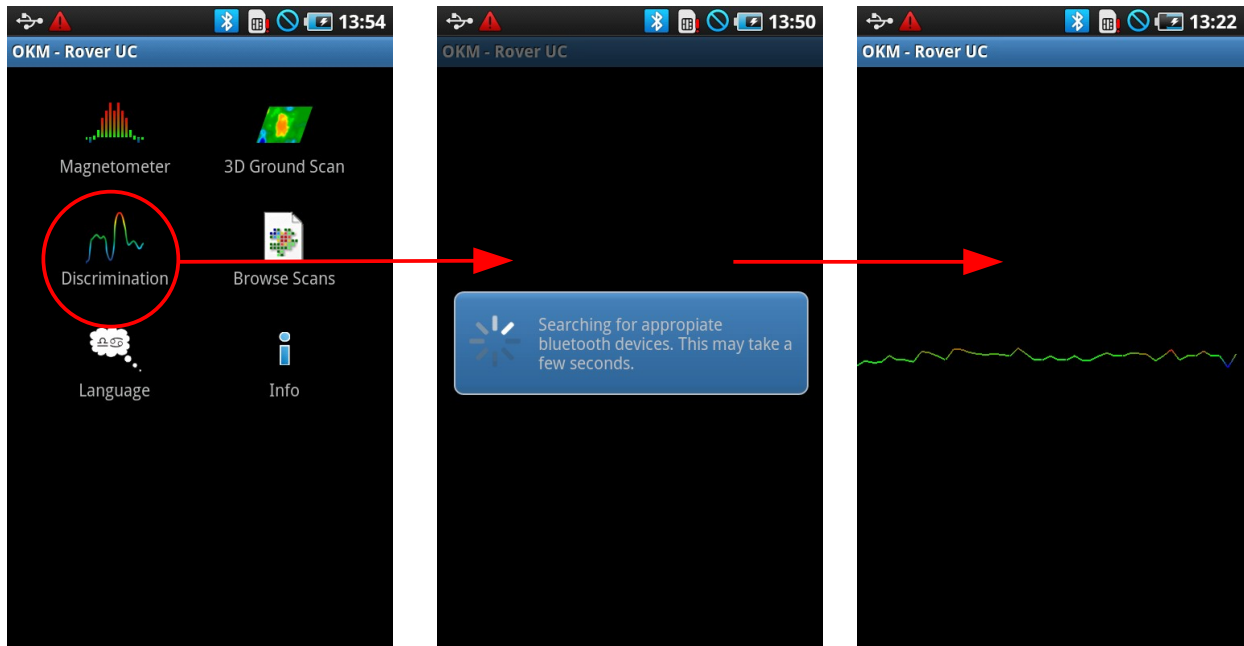 13:54
OKM - Rover UC
Magnetometer
3D Ground Scan
Discrimination
Browse Scans
Language
Info
13:50
OKM - Rover UC
Searching for appropiate
bluetooth devices. This may take a
few seconds.
13:22
OKM - Rover UC